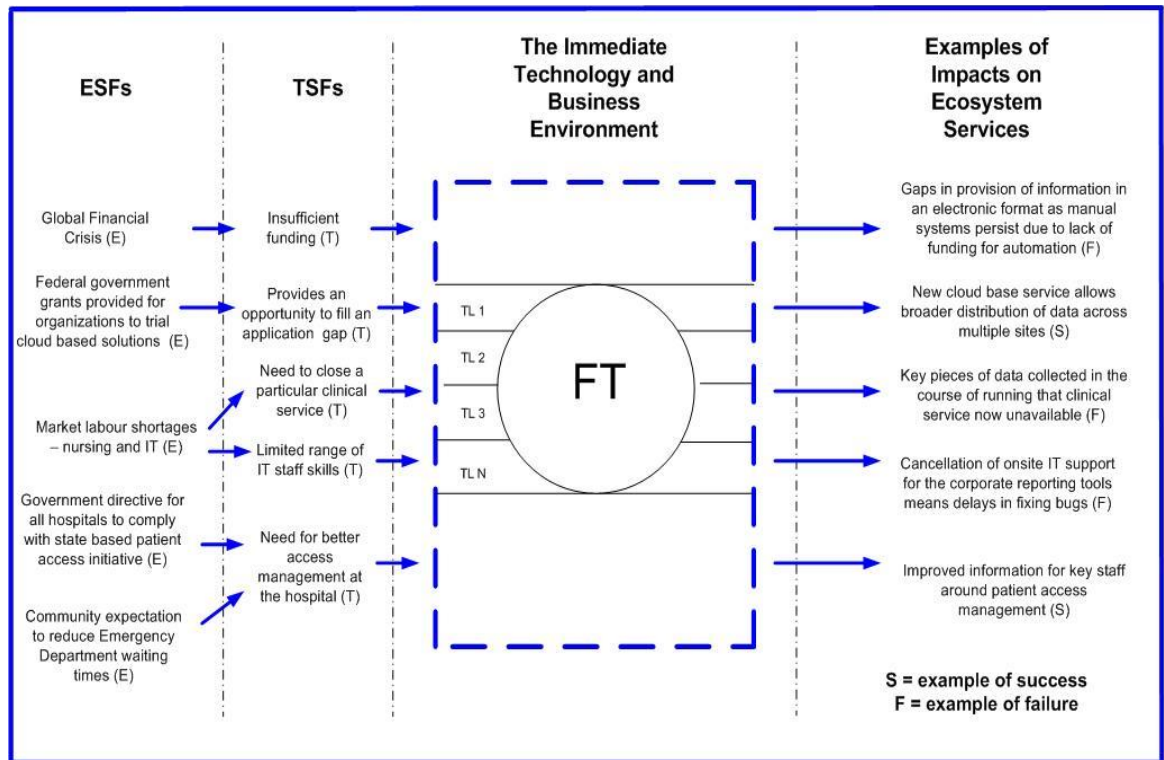 ESFs
TSFs
The Immediate
Technology and
Business
Environment
Examples of
Impacts on
Ecosystem
Services
Global Financial
Crisis (E)
Insufficient
funding (T)
Gaps in provision of information in
an electronic format as manual
systems persist due to lack of
funding for automation (F)
Federal government
grants provided for
organizations to trial
cloud based solutions (E)
Provides an
opportunity to fill an
application gap (T)
TL 1
New cloud base service allows
broader distribution of data across
multiple sites (S)
TL 2
FT
Need to close a
particular clinical
service (T)
Key pieces of data collected in the
course of running that clinical
service now unavailable (F)
Market labour shortages
– nursing and IT (E)
TL 3
Limited range of
IT staff skills (T)
TL N
Cancellation of onsite IT support
for the corporate reporting tools
means delays in fixing bugs (F)
Government directive for
all hospitals to comply
with state based patient
access initiative (E)
Need for better
access
management at
the hospital (T)
Improved information for key staff
around patient access
management (S)
Community expectation
to reduce Emergency
Department waiting
times (E)
S = example of success
F = example of failure